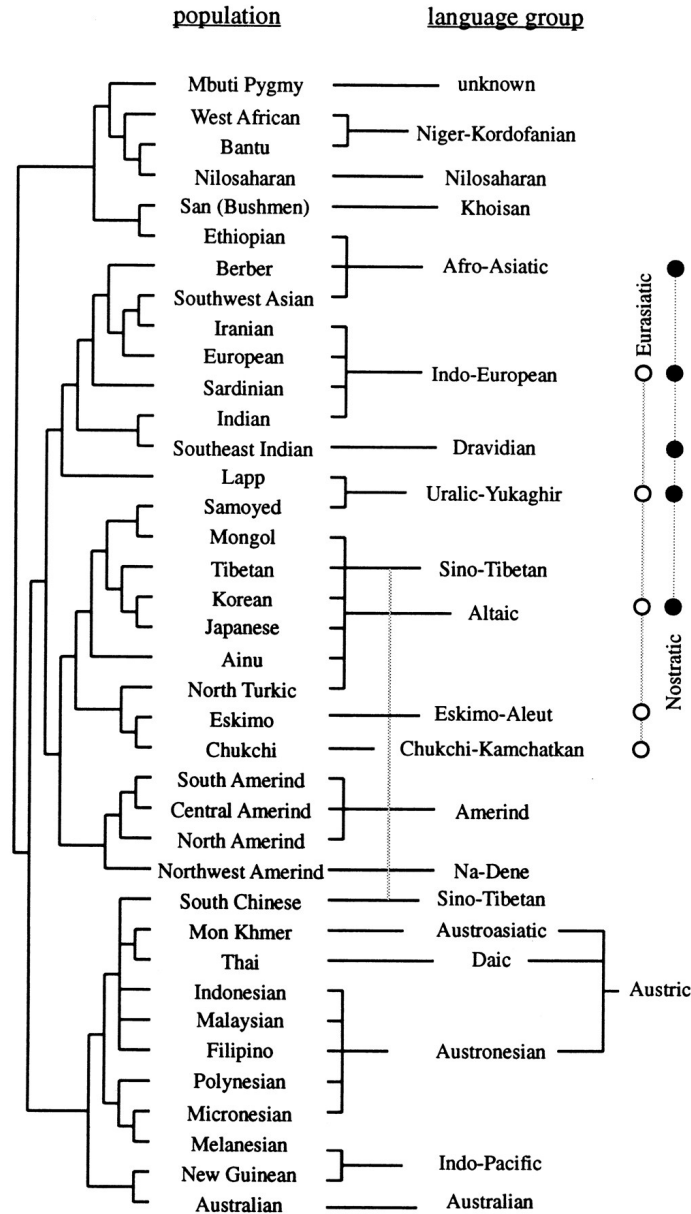 population language group
Mbuti Pygmy unknown
West African
Niger-Kordofanian
Bantu
Nilosaharan Nilosaharan
San (Bushmen) Khoisan
Ethiopian
Berber Afro-Asiatic
Southwest Asian
Eurasiatic
Iranian
European
Indo-European
Sardinian
Indian
Southeast Indian Dravidian
Lapp
Uralic-Yukaghir
Samoyed
Mongol
Tibetan Sino-Tibetan
Korean
Altaic
Japanese
Ainu
Nostratic
North Turkic
Eskimo Eskimo-Aleut
Chukchi Chukchi-Kamchatkan
South Amerind
Central Amerind Amerind
North Amerind
Northwest Amerind Na-Dene
South Chinese Sino-Tibetan
Mon Khmer Austroasiatic
Thai Daic
Indonesian Austric
Malaysian
Filipino Austronesian
Polynesian
Micronesian
Melanesian
Indo-Pacific
New Guinean
Australian Australian